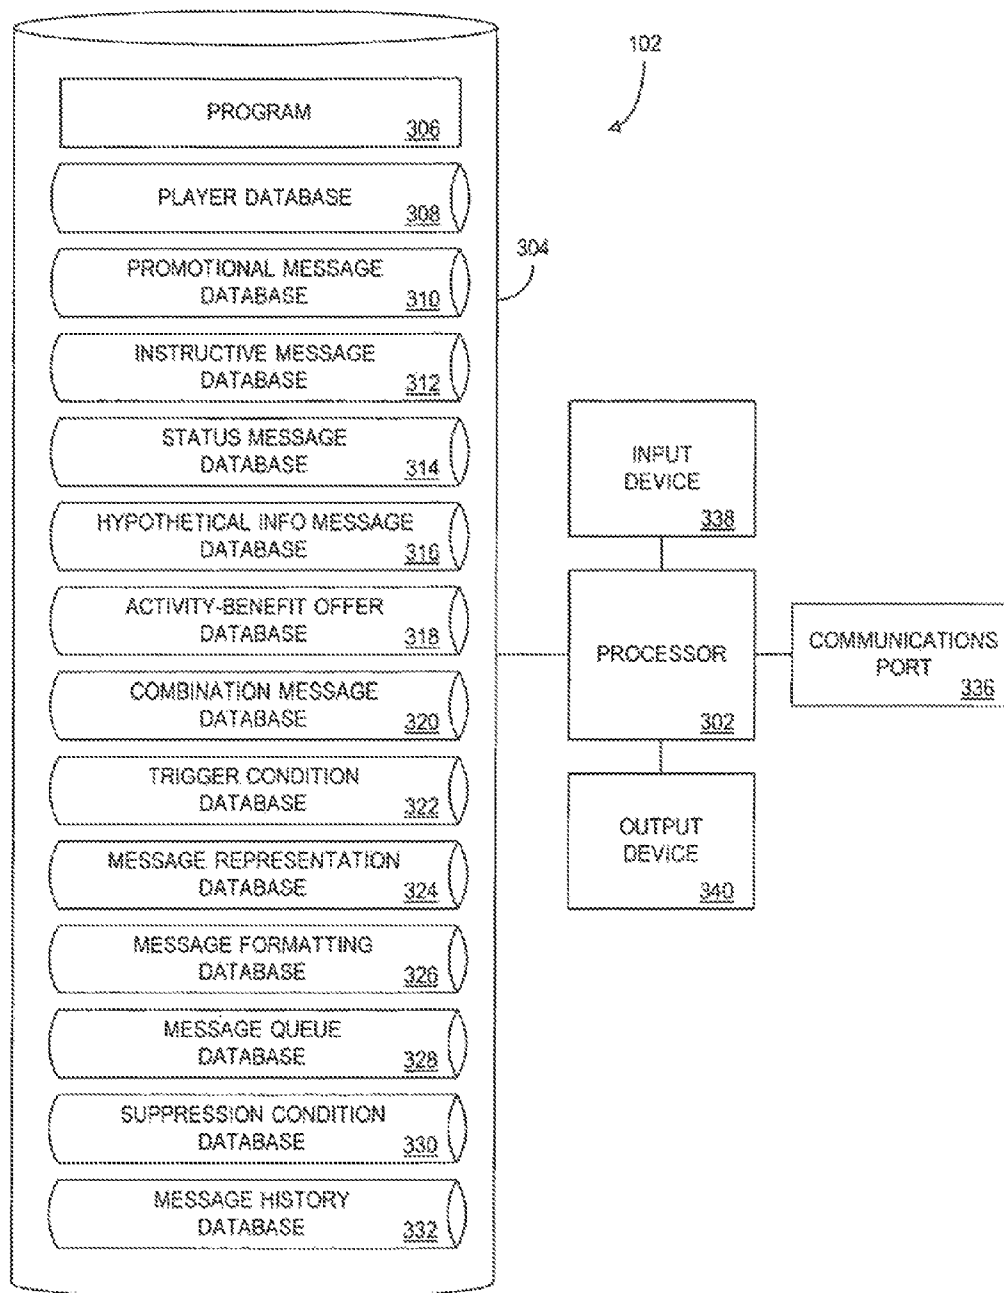 102
PROGRAM
306
PLAYER DATABASE
308
304
PROMOTIONAL MESSAGE
DATABASE
310
INSTRUCTIVE MESSAGE
DATABASE
312
STATUS MESSAGE
DATABASE
314
HYPOTHETICAL INFO MESSAGE
DATABASE
316
ACTIVITY-BENEFIT OFFER
DATABASE
318
COMBINATION MESSAGE
DATABASE
320
TRIGGER CONDITION
DATABASE
322
MESSAGE REPRESENTATION
DATABASE
324
MESSAGE FORMATTING
DATABASE
326
MESSAGE QUEUE
DATABASE
328
SUPPRESSION CONDITION
DATABASE
330
MESSAGE HISTORY
DATABASE
332
INPUT
DEVICE
338
PROCESSOR
302
COMMUNICATIONS
PORT
336
OUTPUT
DEVICE
340